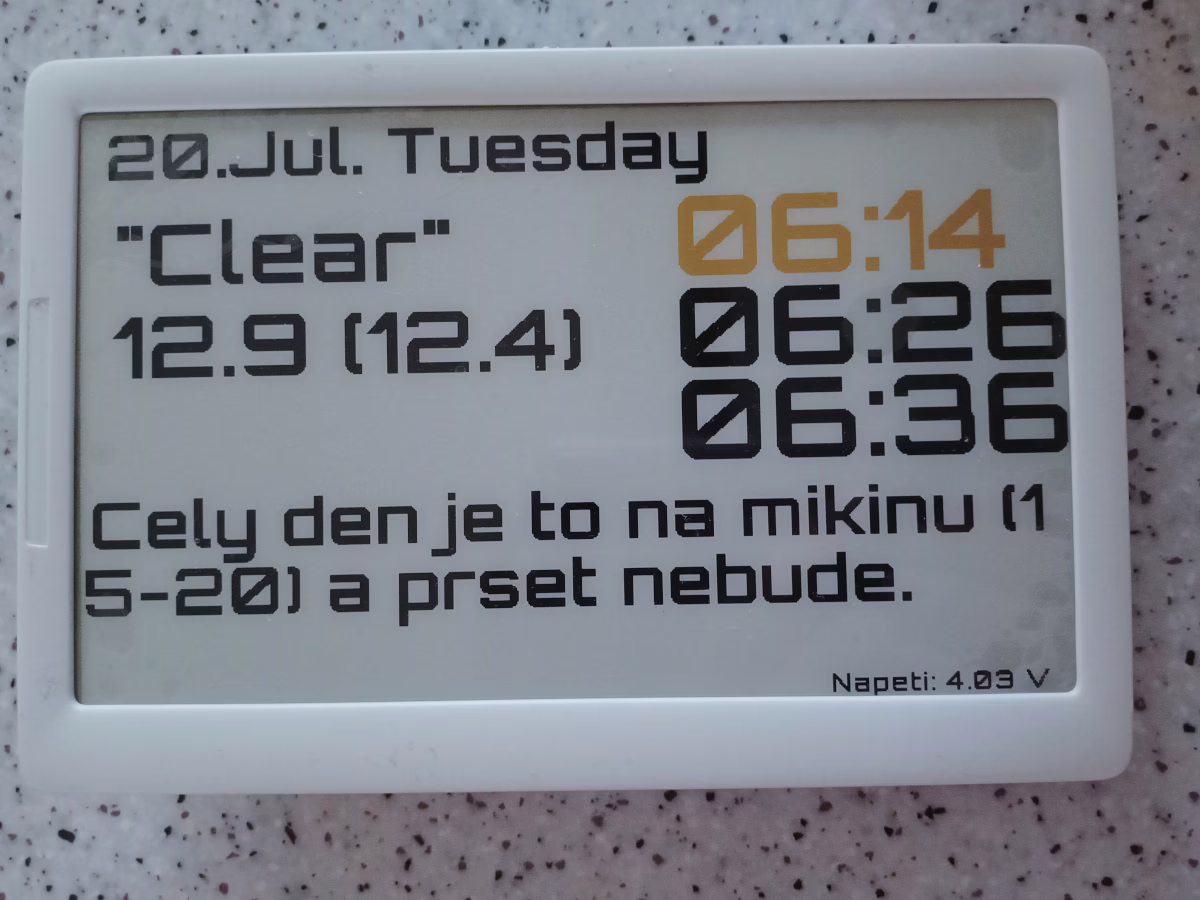 20.Jul. Tuesday
"Clear"
06:14
12.9 (12.4)
06:26
06:36
Cely den je to na mikinu (1
5-20) a prset nebude.
Napeti: 4.03 V